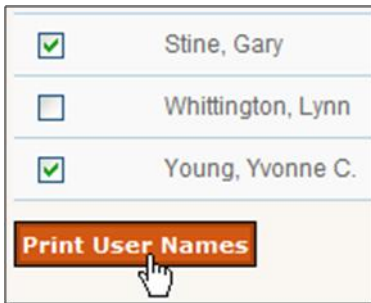 Stine, Gary
Whittington, Lynn
Young, Yvonne C.
Print User Names